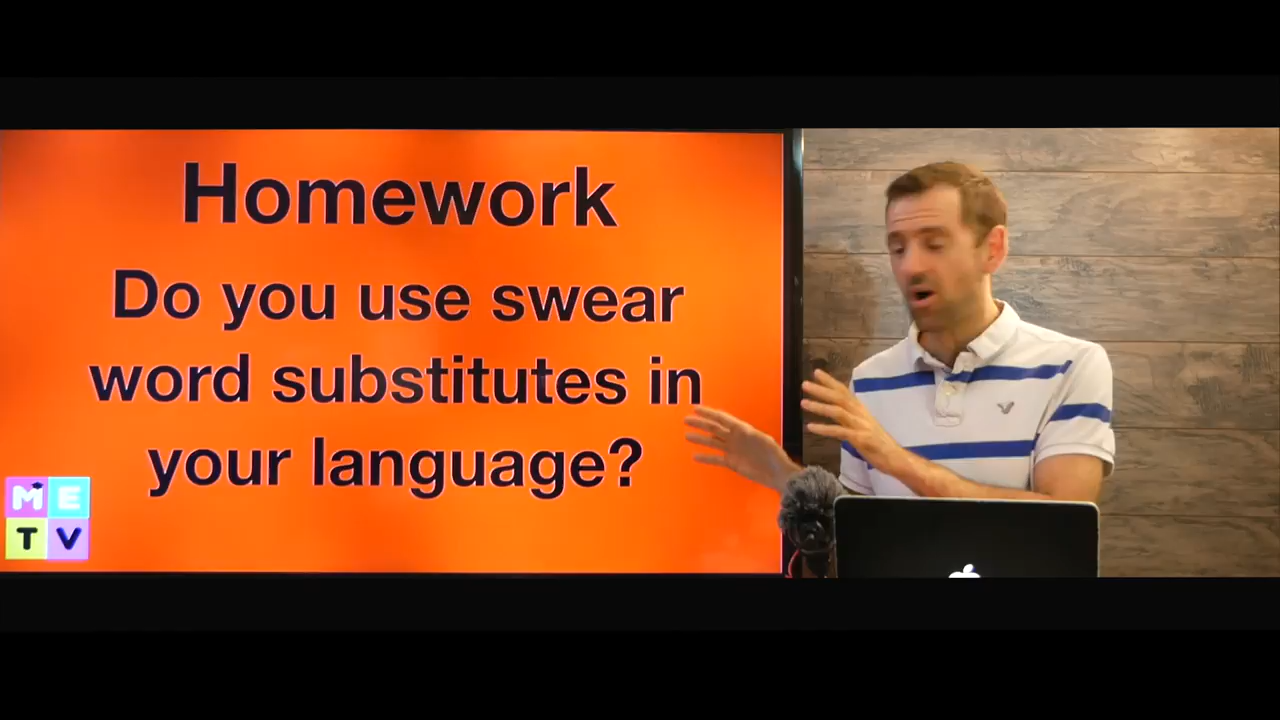 Homework
Do you use swear
word substitutes in
your language?
ME
TV